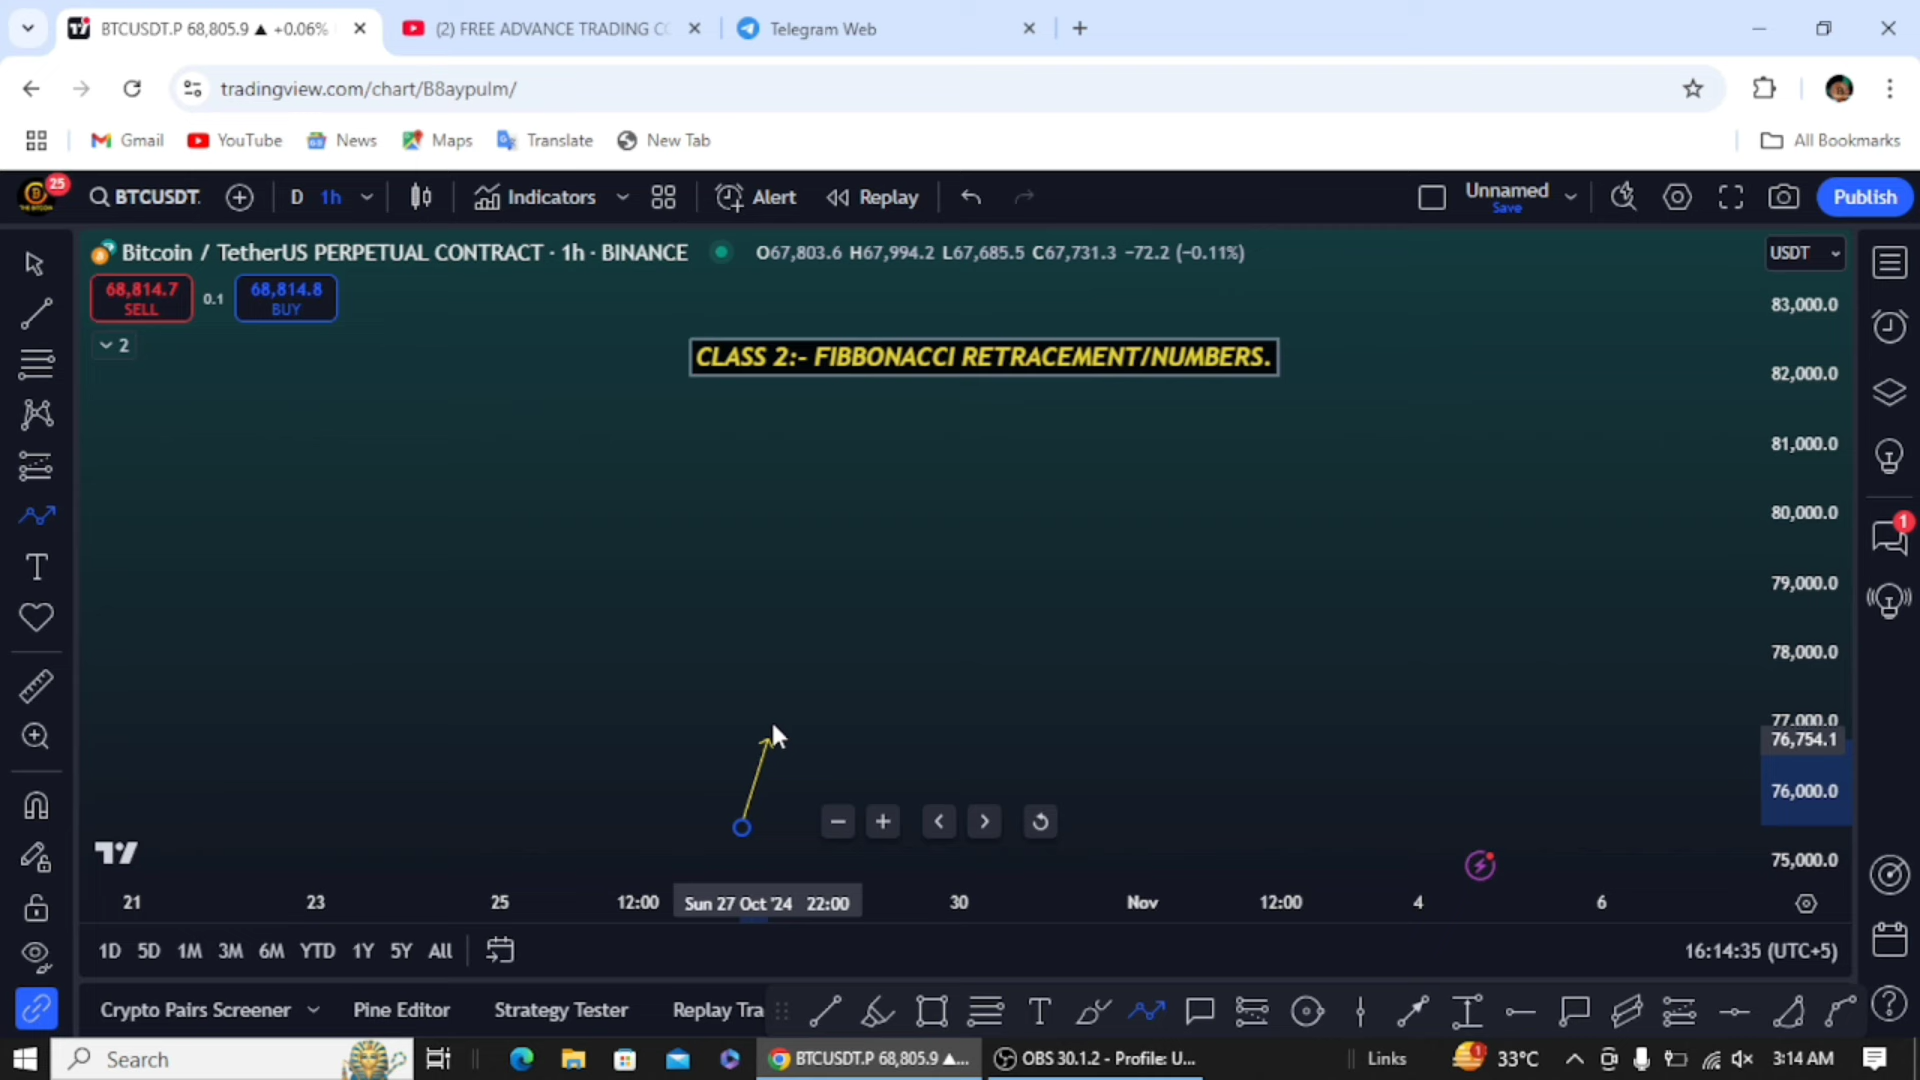 BTCUSDT.P 68,805.9 ▲ +0.06%
(2) FREE ADVANCE TRADING CO
Telegram Web
tradingview.com/chart/B8aypulm/
Gmail
YouTube
News
Maps
Translate
New Tab
All Bookmarks
25
BTCUSDT.
D
1h
Indicators
Alert
Replay
Unnamed
Save
Publish
Bitcoin / TetherUS PERPETUAL CONTRACT · 1h · BINANCE
O67,803.6 H67,994.2 L67,685.5 C67,731.3 −72.2 (−0.11%)
USDT
68,814.7
SELL
0.1
68,814.8
BUY
2
CLASS 2:- FIBBONACCI RETRACEMENT/NUMBERS.
83,000.0
82,000.0
81,000.0
80,000.0
79,000.0
78,000.0
77,000.0
76,754.1
76,000.0
75,000.0
1
21
23
25
12:00
Sun 27 Oct '24 22:00
30
Nov
12:00
4
6
1D 5D 1M 3M 6M YTD 1Y 5Y All
16:14:35 (UTC+5)
Crypto Pairs Screener
Pine Editor
Strategy Tester
Replay Tra
Search
BTCUSDT.P 68,805.9 ▲...
OBS 30.1.2 - Profile: U...
Links
1
33°C
3:14 AM